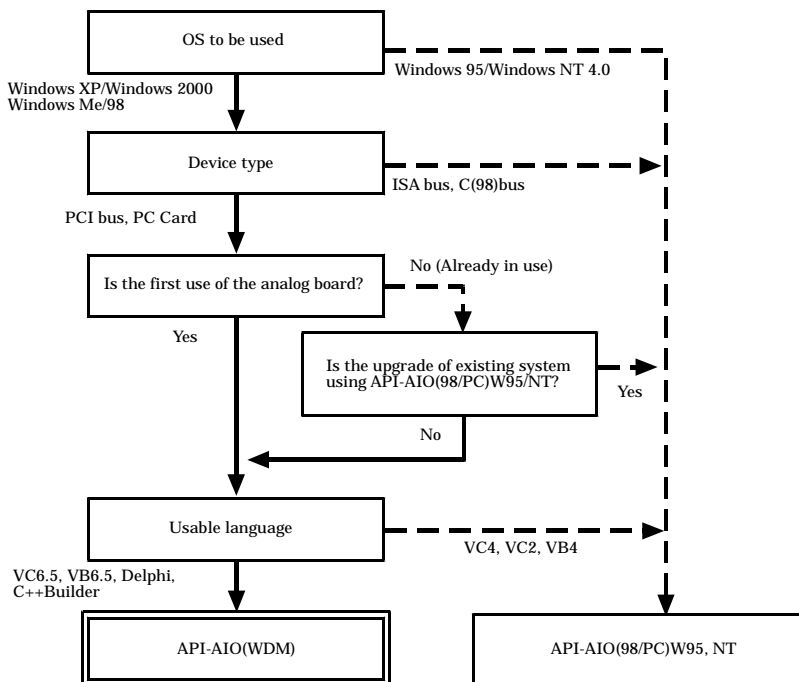 OS to be used
Windows 95/Windows NT 4.0
Windows XP/Windows 2000
Windows Me/98
Device type
ISA bus, C(98)bus
PCI bus, PC Card
No (Already in use)
Is the first use of the analog board?
Yes
Is the upgrade of existing system
using API-AIO(98/PC)W95/NT?
Yes
No
Usable language
VC4, VC2, VB4
VC6.5, VB6.5, Delphi,
C++Builder
API-AIO(WDM)
API-AIO(98/PC)W95, NT